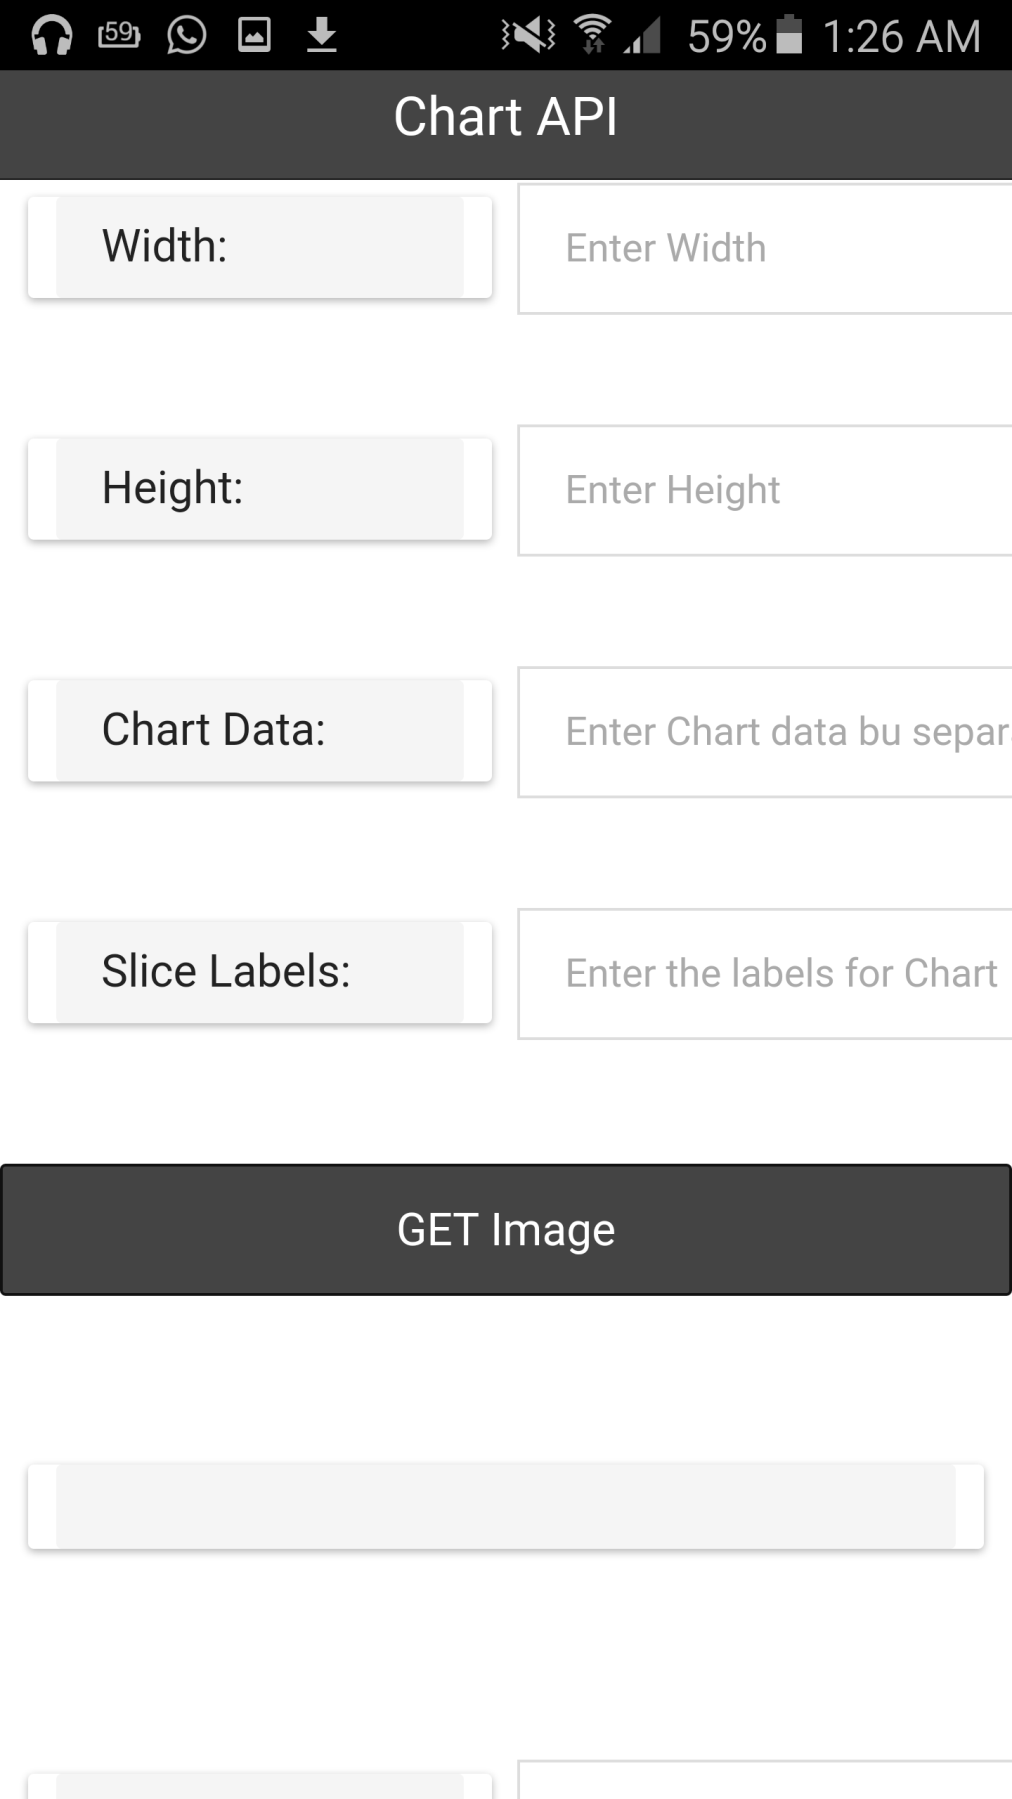 59 59% 1:26 AM
Chart API
Width: Enter Width
Height: Enter Height
Chart Data: Enter Chart data bu separ
Slice Labels: Enter the labels for Chart
GET Image